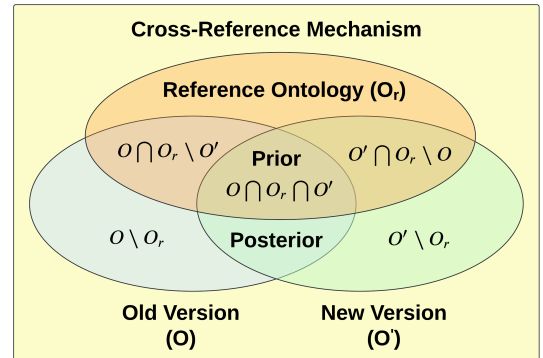 Cross-Reference Mechanism
Reference Ontology (Oᵣ)
O ⋂ Oᵣ \ O′
Prior
O′ ⋂ Oᵣ \ O
O ⋂ Oᵣ ⋂ O′
O \ Oᵣ
Posterior
O′ \ Oᵣ
Old Version
(O)
New Version
(O')